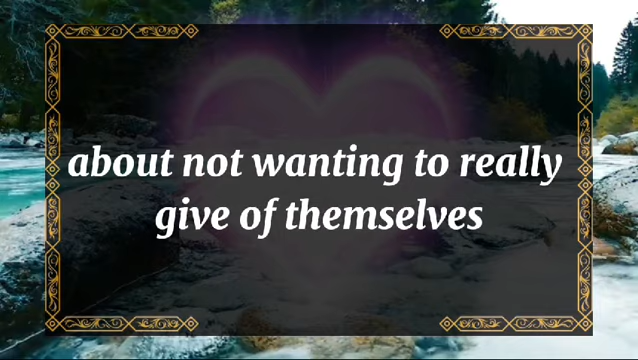 about not wanting to really
give of themselves